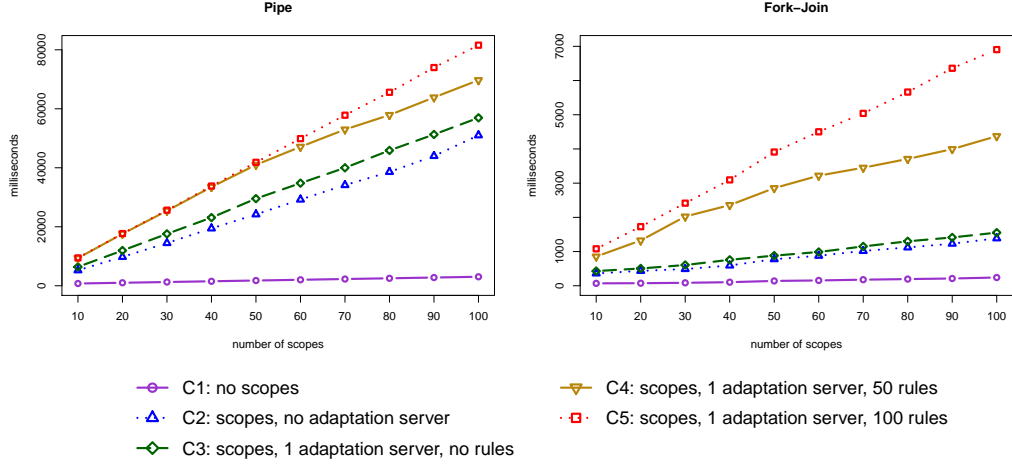 Pipe
80000
60000
40000
20000
0
milliseconds
10 20 30 40 50 60 70 80 90 100
number of scopes
Fork−Join
7000
5000
3000
1000
0
milliseconds
10 20 30 40 50 60 70 80 90 100
number of scopes
C1: no scopes
C2: scopes, no adaptation server
C3: scopes, 1 adaptation server, no rules
C4: scopes, 1 adaptation server, 50 rules
C5: scopes, 1 adaptation server, 100 rules